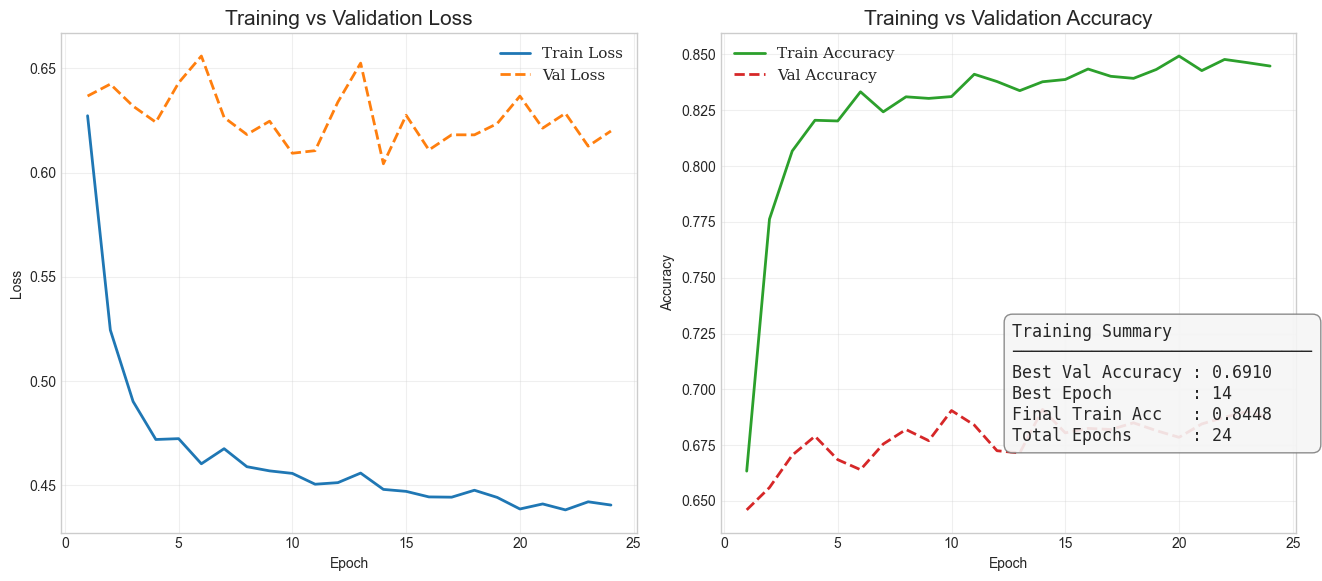 Training vs Validation Loss
Train Loss
Val Loss
0.65
0.60
0.55
0.50
0.45
Loss
0 5 10 15 20 25
Epoch
Training vs Validation Accuracy
Train Accuracy
Val Accuracy
0.850
0.825
0.800
0.775
0.750
0.725
0.700
0.675
0.650
Accuracy
0 5 10 15 20 25
Epoch
Training Summary
Best Val Accuracy : 0.6910
Best Epoch : 14
Final Train Acc : 0.8448
Total Epochs : 24